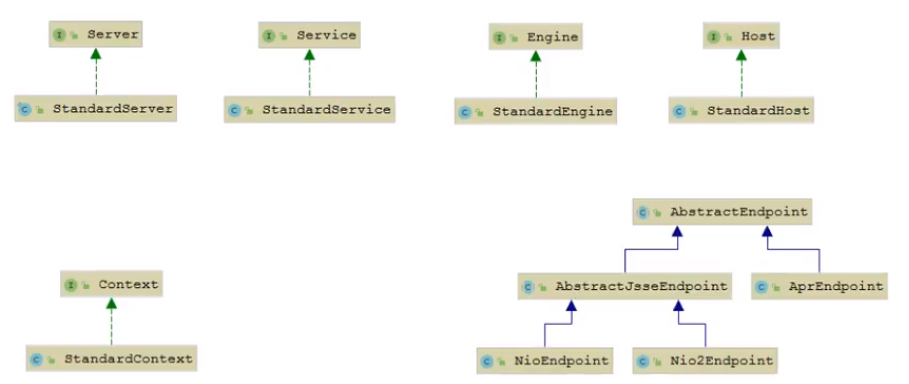 Server
Service
Engine
Host
StandardServer
StandardService
StandardEngine
StandardHost
AbstractEndpoint
Context
AbstractJsseEndpoint
AprEndpoint
StandardContext
NioEndpoint
Nio2Endpoint